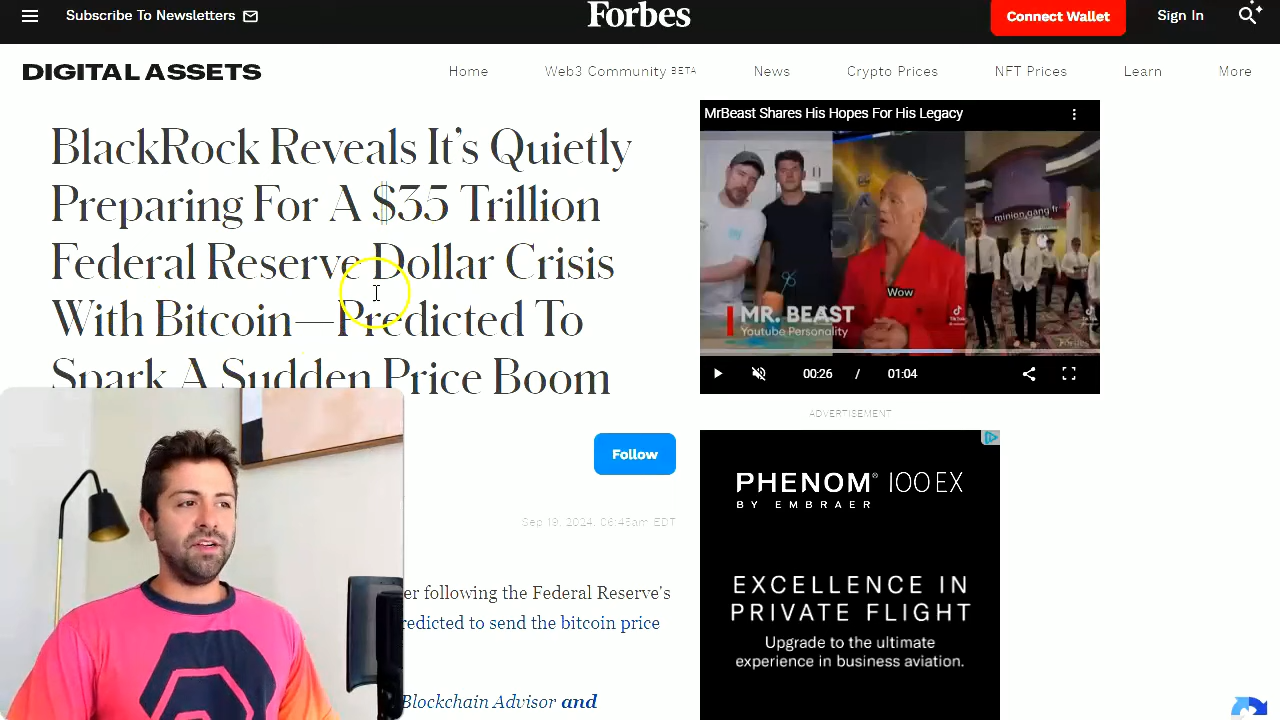 Subscribe To Newsletters
Forbes
Connect Wallet
Sign In
DIGITAL ASSETS
Home
Web3 Community BETA
News
Crypto Prices
NFT Prices
Learn
More
BlackRock Reveals It’s Quietly
Preparing For A $35 Trillion
Federal Reserve Dollar Crisis
With Bitcoin—Predicted To
Spark A Sudden Price Boom
Follow
Sep 19, 2024, 06:45am EDT
er following the Federal Reserve's
redicted to send the bitcoin price
Blockchain Advisor and
MrBeast Shares His Hopes For His Legacy
minion gang fr
Wow
MR. BEAST
Youtube Personality
Forbes
00:26 / 01:04
ADVERTISEMENT
PHENOM® 100EX
BY EMBRAER
EXCELLENCE IN
PRIVATE FLIGHT
Upgrade to the ultimate
experience in business aviation.